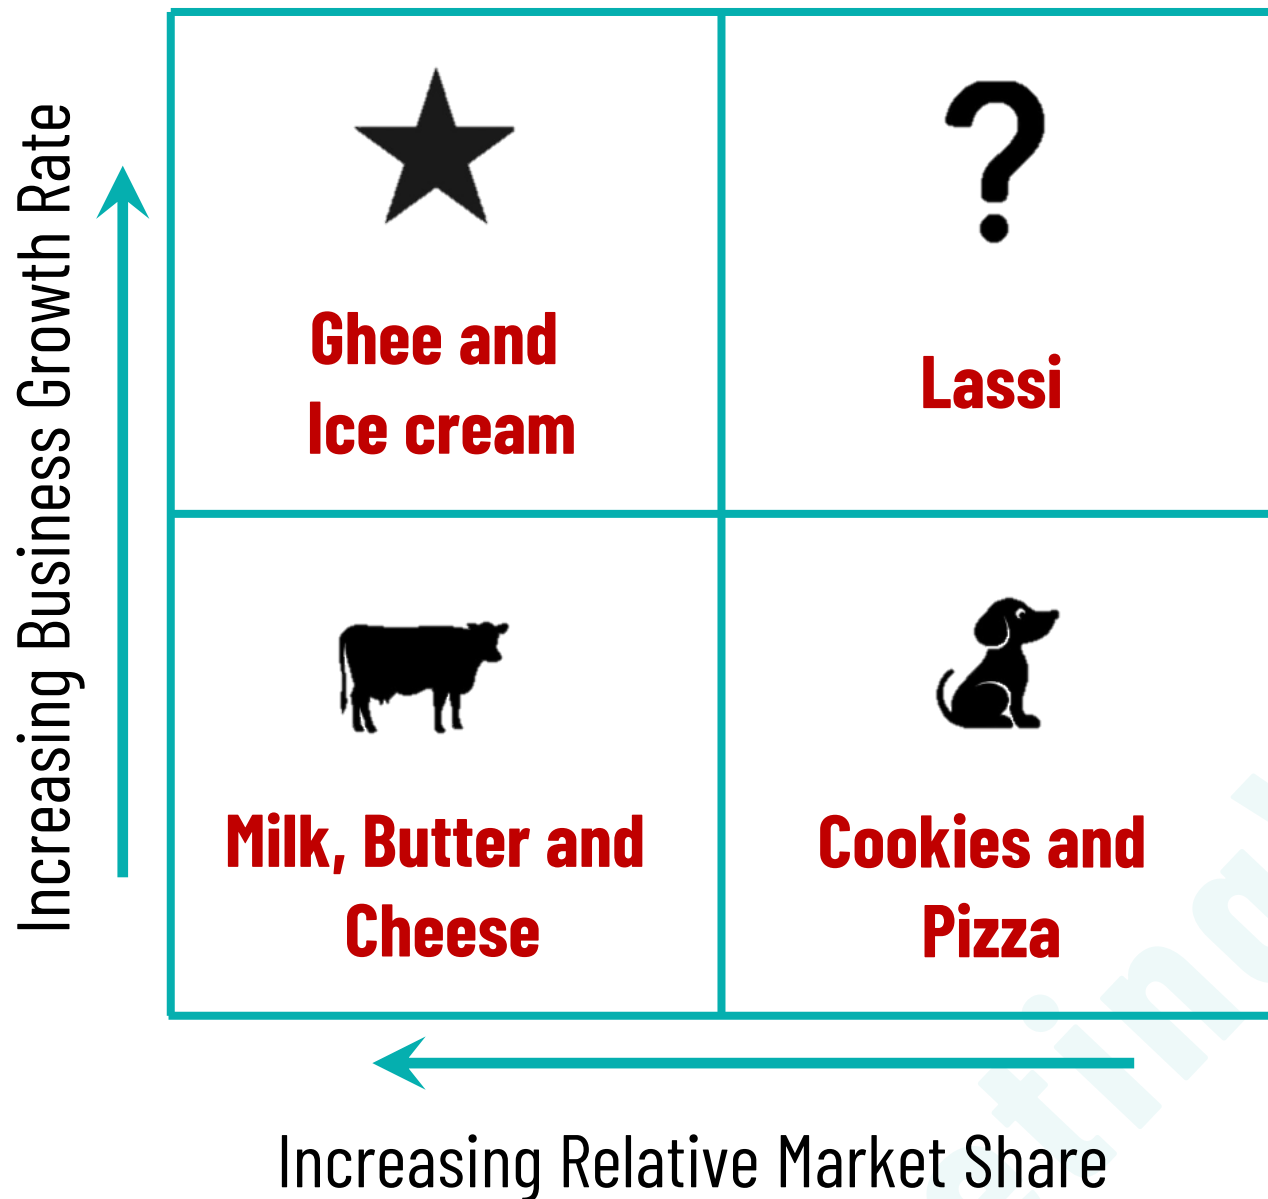 Increasing Business Growth Rate
?
Ghee and
Ice cream
Lassi
Milk, Butter and
Cheese
Cookies and
Pizza
Increasing Relative Market Share
eting